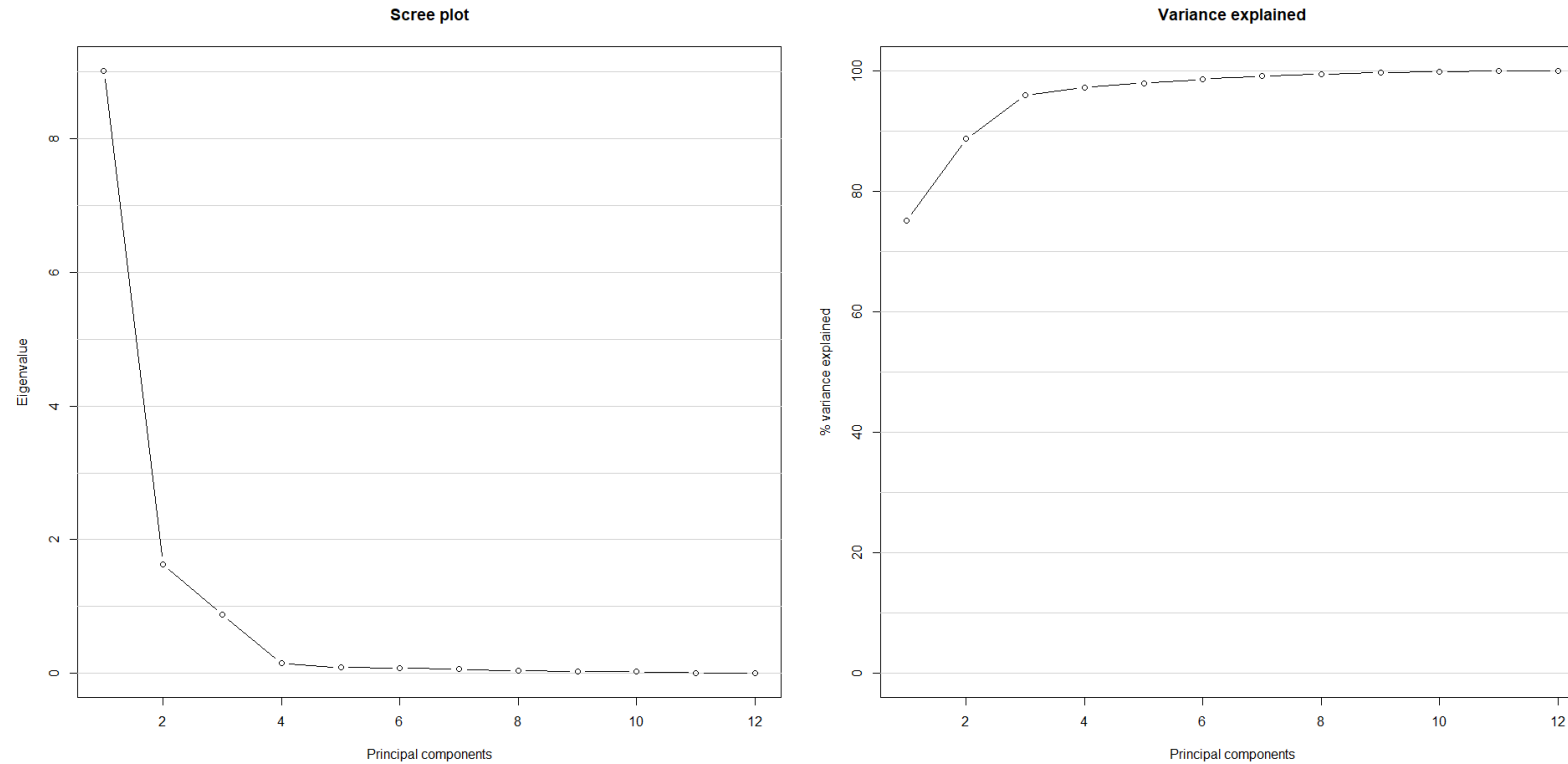 Scree plot
Eigenvalue
0
2
4
6
8
2 4 6 8 10 12
Principal components
Variance explained
% variance explained
0
20
40
60
80
100
2 4 6 8 10 12
Principal components